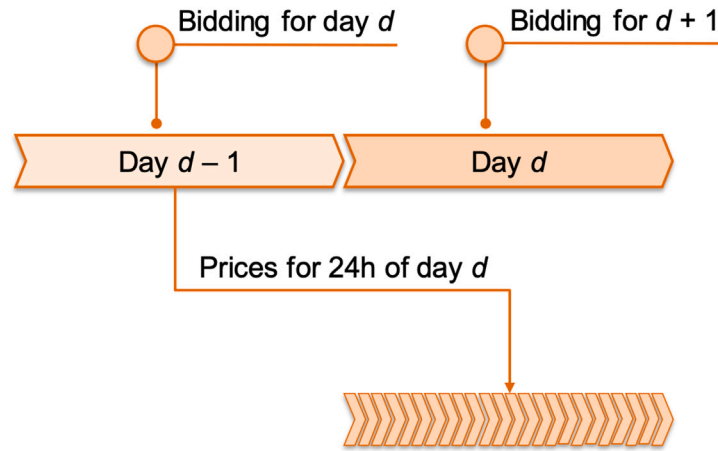 Bidding for day d
Bidding for d + 1
Day d – 1
Day d
Prices for 24h of day d